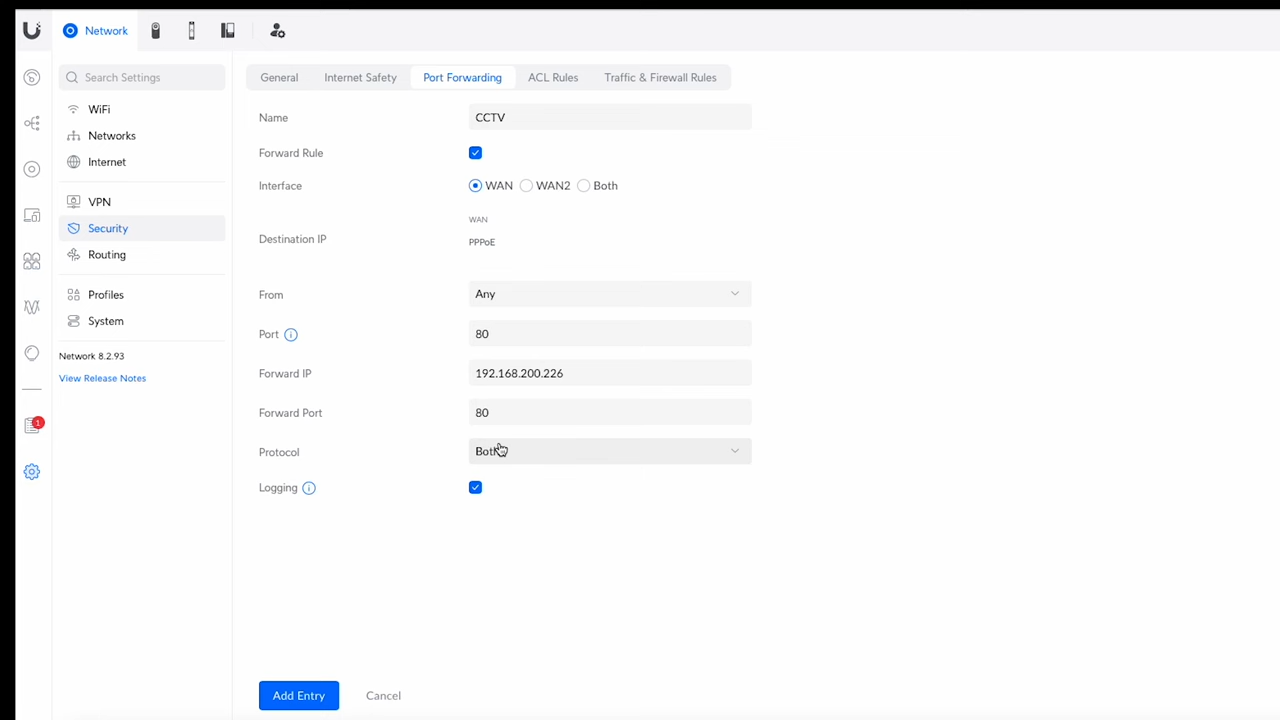 Network
Search Settings
WiFi
Networks
Internet
VPN
Security
Routing
Profiles
System
Network 8.2.93
View Release Notes
1
General Internet Safety Port Forwarding ACL Rules Traffic & Firewall Rules
Name CCTV
Forward Rule
Interface WAN WAN2 Both
WAN
Destination IP
PPPoE
From Any
Port 80
Forward IP 192.168.200.226
Forward Port 80
Protocol Both
Logging
Add Entry Cancel